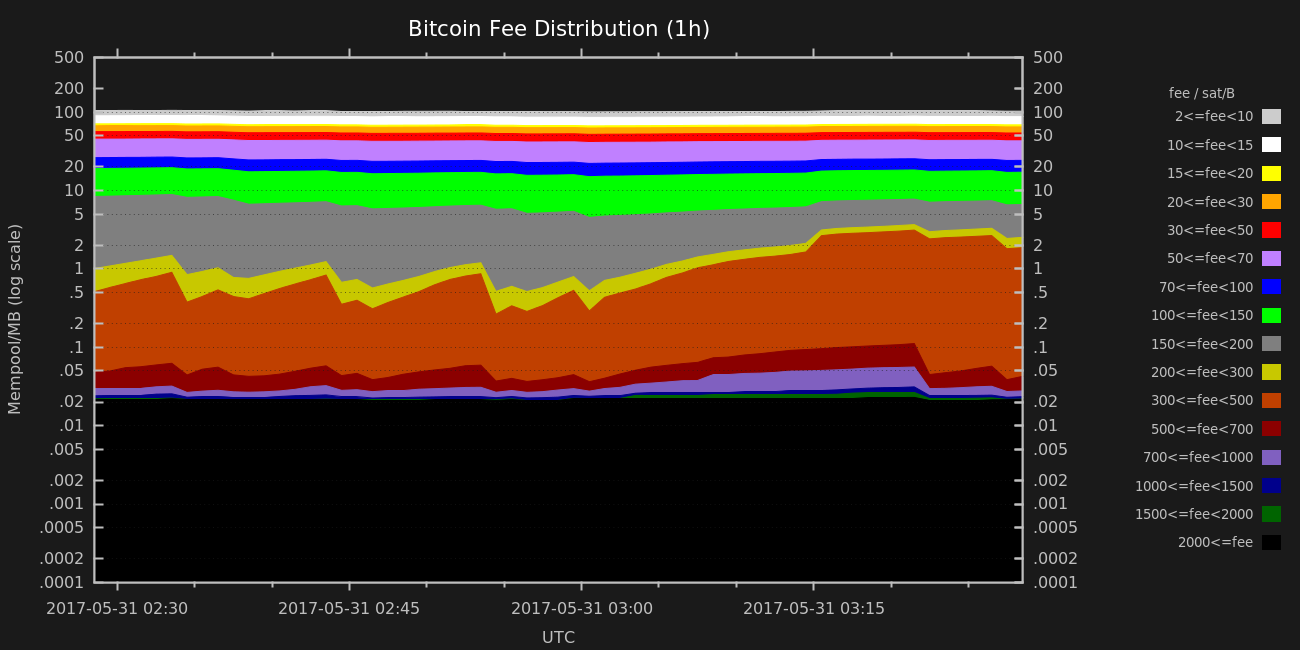 Bitcoin Fee Distribution (1h)
Mempool/MB (log scale)
500
200
100
50
20
10
5
2
1
.5
.2
.1
.05
.02
.01
.005
.002
.001
.0005
.0002
.0001
500
200
100
50
20
10
5
2
1
.5
.2
.1
.05
.02
.01
.005
.002
.001
.0005
.0002
.0001
2017-05-31 02:30 2017-05-31 02:45 2017-05-31 03:00 2017-05-31 03:15
UTC
fee / sat/B
2<=fee<10
10<=fee<15
15<=fee<20
20<=fee<30
30<=fee<50
50<=fee<70
70<=fee<100
100<=fee<150
150<=fee<200
200<=fee<300
300<=fee<500
500<=fee<700
700<=fee<1000
1000<=fee<1500
1500<=fee<2000
2000<=fee